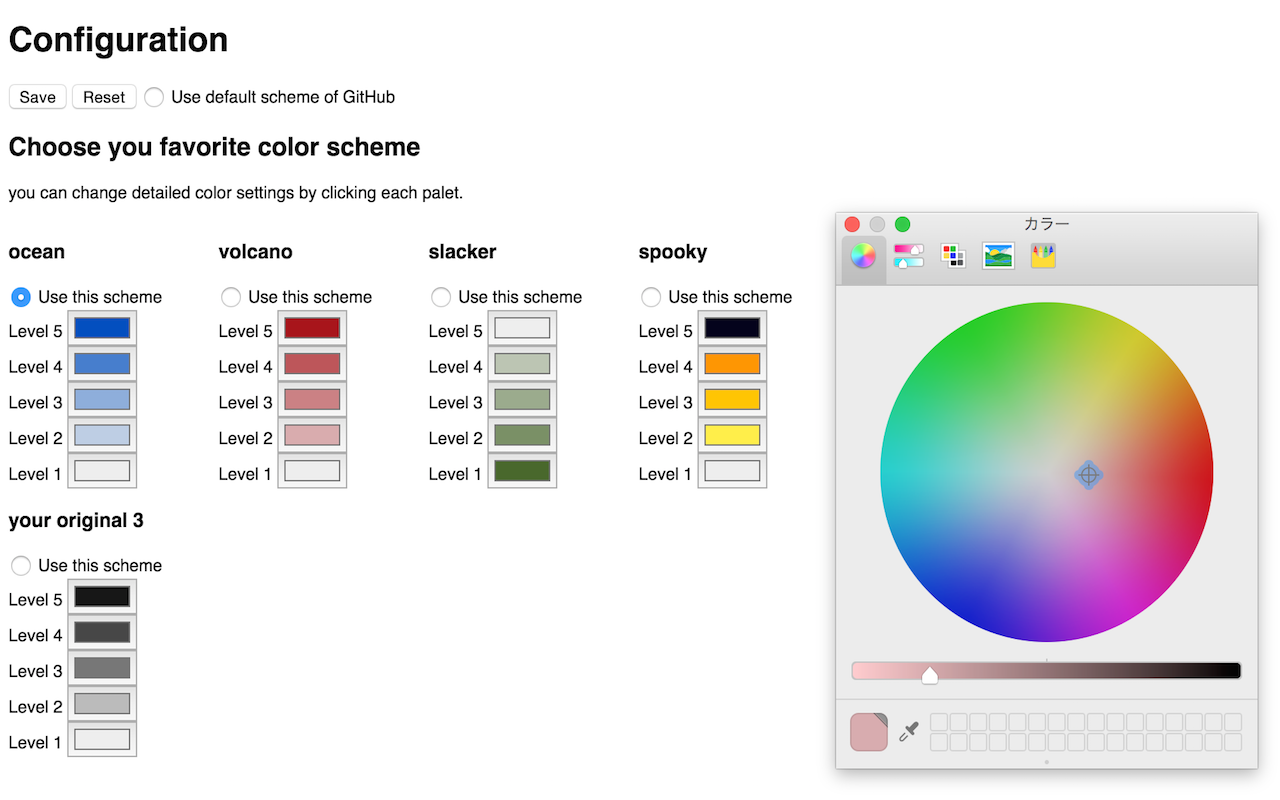 Configuration
Save Reset Use default scheme of GitHub
Choose you favorite color scheme
you can change detailed color settings by clicking each palet.
ocean
Use this scheme
Level 5
Level 4
Level 3
Level 2
Level 1
volcano
Use this scheme
Level 5
Level 4
Level 3
Level 2
Level 1
slacker
Use this scheme
Level 5
Level 4
Level 3
Level 2
Level 1
spooky
Use this scheme
Level 5
Level 4
Level 3
Level 2
Level 1
your original 3
Use this scheme
Level 5
Level 4
Level 3
Level 2
Level 1
カラー